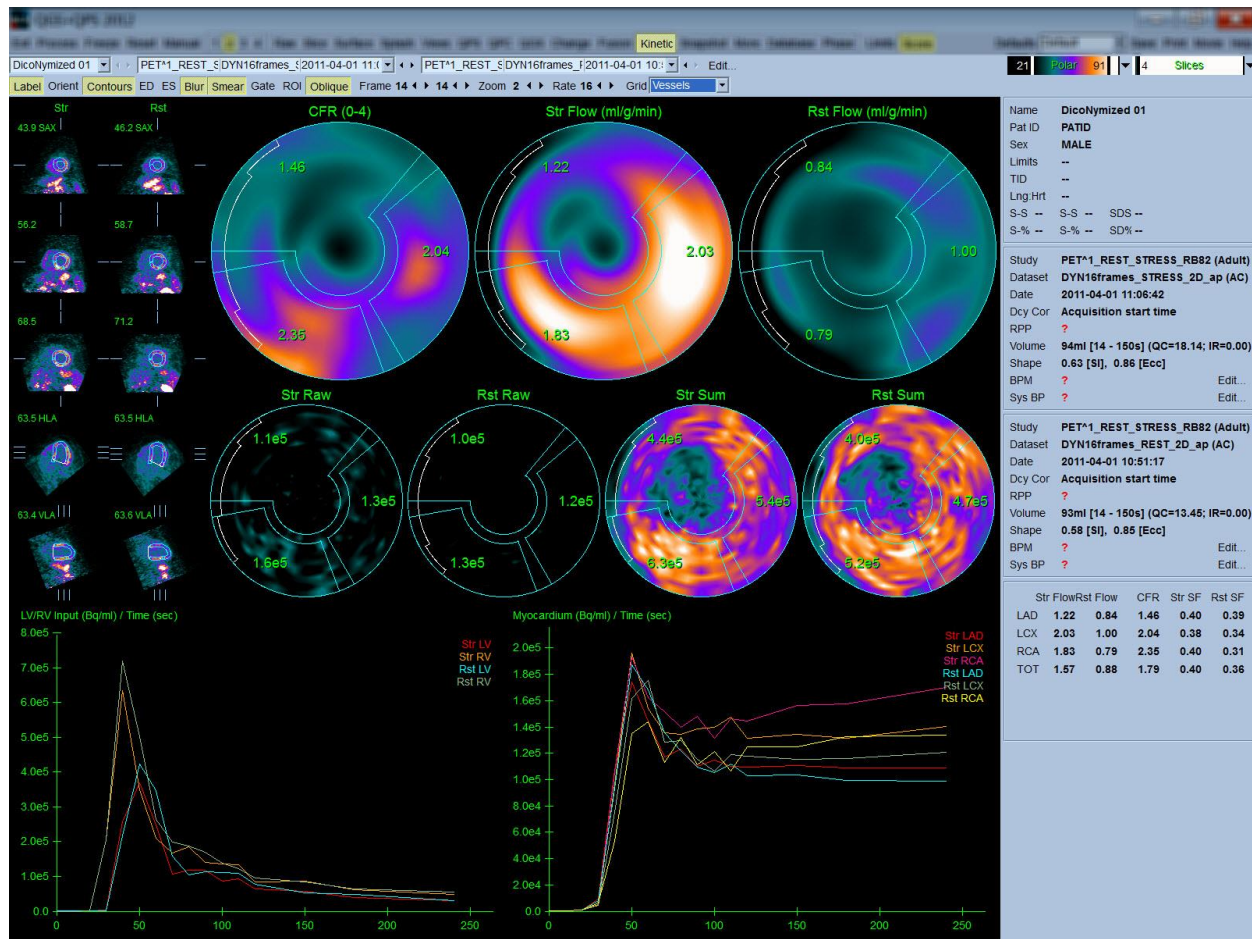 QGS+QPS 2012
Kinetic
DicoNymized 01 PET^1_REST_S DYN16frames_S 2011-04-01 11:( PET^1_REST_S DYN16frames_F 2011-04-01 10: Edit... 21 Polar 91 4 Slices
Label Orient Contours ED ES Blur Smear Gate ROI Oblique Frame 14 14 Zoom 2 Rate 16 Grid Vessels
Str Rst
43.9 SAX 46.2 SAX
56.2 58.7
68.5 71.2
63.5 HLA 63.5 HLA
63.4 VLA 63.6 VLA
CFR (0-4)
1.46
2.04
2.35
Str Flow (ml/g/min)
1.22
2.03
1.83
Rst Flow (ml/g/min)
0.84
1.00
0.79
Str Raw
1.1e5
1.3e5
1.6e5
Rst Raw
1.0e5
1.2e5
1.3e5
Str Sum
4.4e5
5.4e5
6.3e5
Rst Sum
4.0e5
4.7e5
5.2e5
LV/RV Input (Bq/ml) / Time (sec)
8.0e5
7.0e5
6.0e5
5.0e5
4.0e5
3.0e5
2.0e5
1.0e5
0.0
0 50 100 150 200 250
Str LV
Str RV
Rst LV
Rst RV
Myocardium (Bq/ml) / Time (sec)
2.0e5
1.8e5
1.6e5
1.4e5
1.2e5
1.0e5
8.0e4
6.0e4
4.0e4
2.0e4
0.0
0 50 100 150 200 250
Str LAD
Str LCX
Str RCA
Rst LAD
Rst LCX
Rst RCA
Name DicoNymized 01
Pat ID PATID
Sex MALE
Limits --
TID --
Lng:Hrt --
S-S -- S-S -- SDS --
S-% -- S-% -- SD% --
Study PET^1_REST_STRESS_RB82 (Adult)
Dataset DYN16frames_STRESS_2D_ap (AC)
Date 2011-04-01 11:06:42
Dcy Cor Acquisition start time
RPP ?
Volume 94ml [14 - 150s] (QC=18.14; IR=0.00)
Shape 0.63 [SI], 0.86 [Ecc]
BPM ? Edit...
Sys BP ? Edit...
Study PET^1_REST_STRESS_RB82 (Adult)
Dataset DYN16frames_REST_2D_ap (AC)
Date 2011-04-01 10:51:17
Dcy Cor Acquisition start time
RPP ?
Volume 93ml [14 - 150s] (QC=13.45; IR=0.00)
Shape 0.58 [SI], 0.85 [Ecc]
BPM ? Edit...
Sys BP ? Edit...
Str Flow Rst Flow CFR Str SF Rst SF
LAD 1.22 0.84 1.46 0.40 0.39
LCX 2.03 1.00 2.04 0.38 0.34
RCA 1.83 0.79 2.35 0.40 0.31
TOT 1.57 0.88 1.79 0.40 0.36